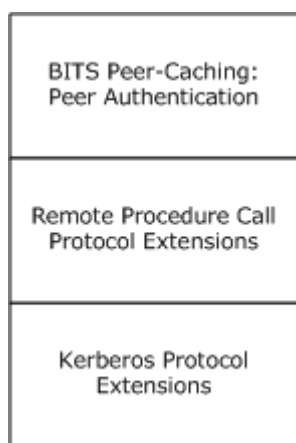 BITS Peer-Caching:
Peer Authentication
Remote Procedure Call
Protocol Extensions
Kerberos Protocol
Extensions